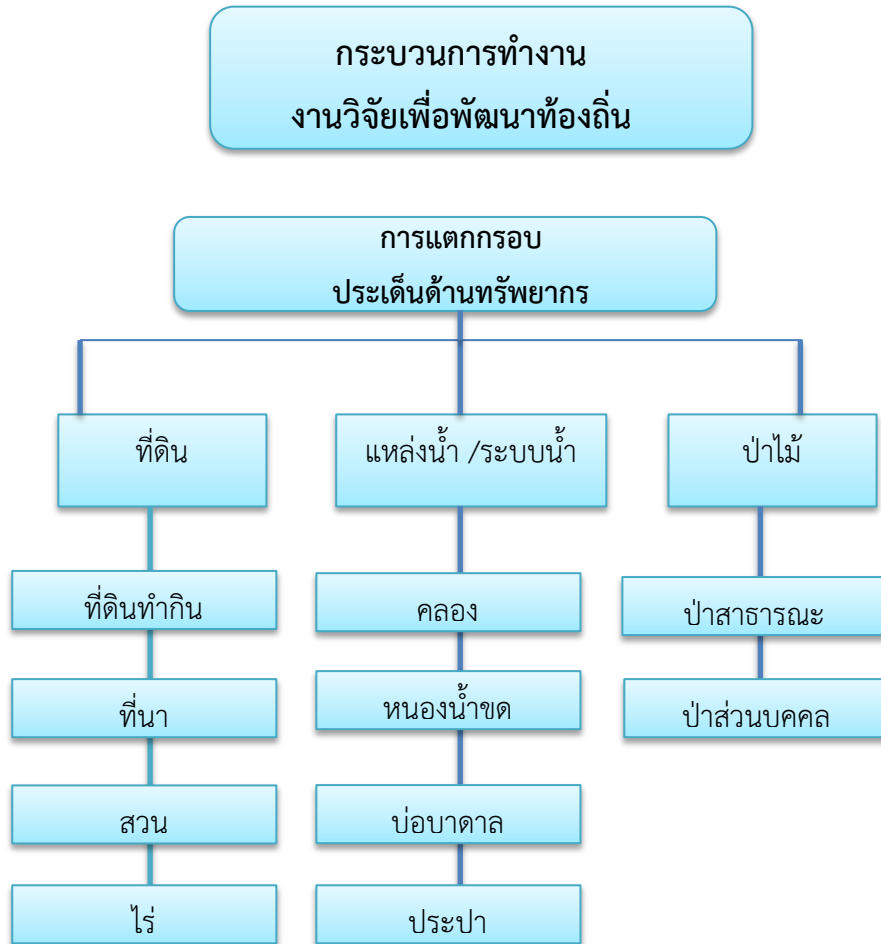 กระบวนการทำงาน
งานวิจัยเพื่อพัฒนาท้องถิ่น
การแตกกรอบ
ประเด็นด้านทรัพยากร
ที่ดิน
แหล่งน้ำ /ระบบน้ำ
ป่าไม้
ที่ดินทำกิน
คลอง
ป่าสาธารณะ
ที่นา
หนองน้ำขด
ป่าส่วนบคคล
สวน
บ่อบาดาล
ไร่
ประปา